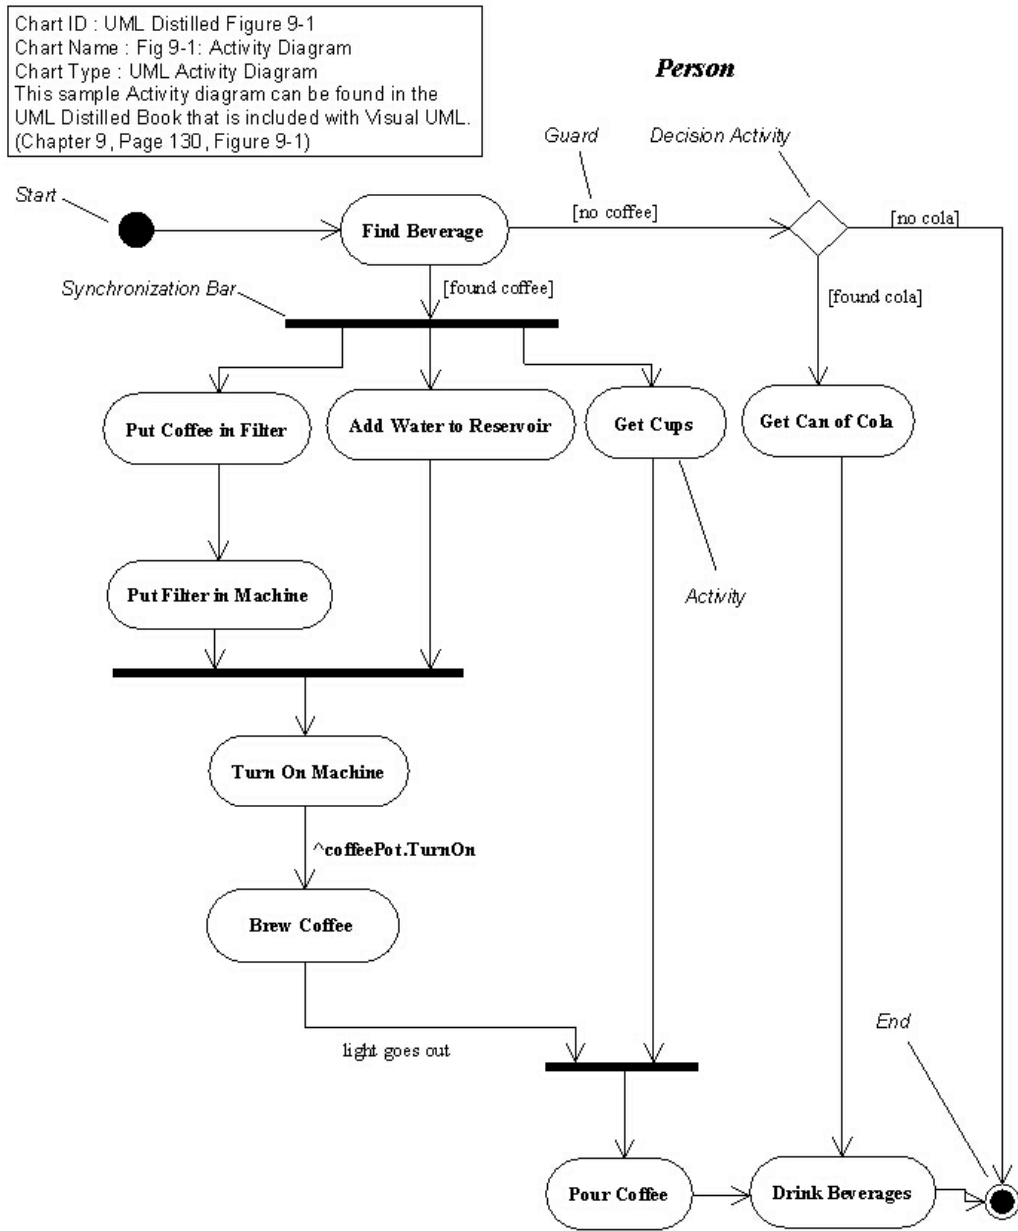 Chart ID : UML Distilled Figure 9-1
Chart Name : Fig 9-1: Activity Diagram
Chart Type : UML Activity Diagram
This sample Activity diagram can be found in the
UML Distilled Book that is included with Visual UML.
(Chapter 9, Page 130, Figure 9-1)
Person
Guard
Decision Activity
Start
[no coffee]
[no cola]
Find Beverage
Synchronization Bar
[found coffee]
[found cola]
Put Coffee in Filter
Add Water to Reservoir
Get Cups
Get Can of Cola
Put Filter in Machine
Activity
Turn On Machine
^coffeePot.TurnOn
Brew Coffee
End
light goes out
Pour Coffee
Drink Beverages